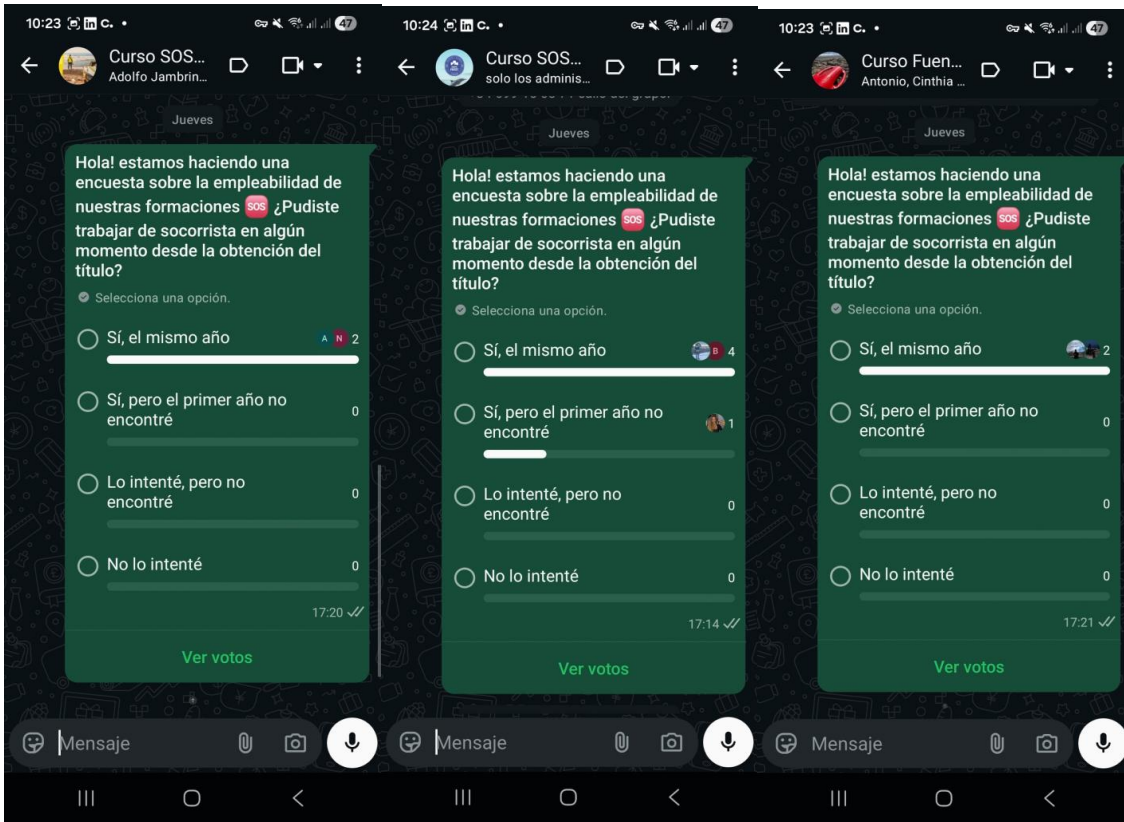 10:23 in C. •
47
Curso SOS...
Adolfo Jambrin...
Jueves
Hola! estamos haciendo una
encuesta sobre la empleabilidad de
nuestras formaciones 🆘 ¿Pudiste
trabajar de socorrista en algún
momento desde la obtención del
título?
Selecciona una opción.
Sí, el mismo año
A N 2
Sí, pero el primer año no
encontré
0
Lo intenté, pero no
encontré
0
No lo intenté
0
17:20
Ver votos
Mensaje
10:24 in C. •
47
Curso SOS...
solo los adminis...
Jueves
Hola! estamos haciendo una
encuesta sobre la empleabilidad de
nuestras formaciones 🆘 ¿Pudiste
trabajar de socorrista en algún
momento desde la obtención del
título?
Selecciona una opción.
Sí, el mismo año
B 4
Sí, pero el primer año no
encontré
1
Lo intenté, pero no
encontré
0
No lo intenté
0
17:14
Ver votos
Mensaje
10:23 in C. •
47
Curso Fuen...
Antonio, Cinthia ...
Jueves
Hola! estamos haciendo una
encuesta sobre la empleabilidad de
nuestras formaciones 🆘 ¿Pudiste
trabajar de socorrista en algún
momento desde la obtención del
título?
Selecciona una opción.
Sí, el mismo año
2
Sí, pero el primer año no
encontré
0
Lo intenté, pero no
encontré
0
No lo intenté
0
17:21
Ver votos
Mensaje